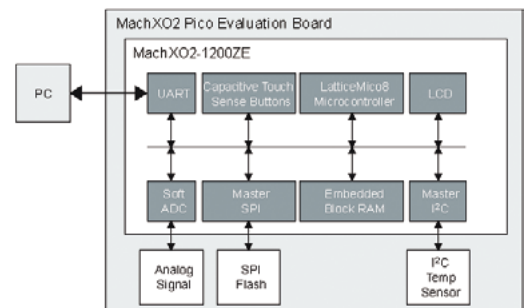 MachXO2 Pico Evaluation Board
MachXO2-1200ZE
PC
UART
Capacitive Touch
Sense Buttons
LatticeMico8
Microcontroller
LCD
Soft
ADC
Master
SPI
Embedded
Block RAM
Master
I²C
Analog
Signal
SPI
Flash
I²C
Temp
Sensor